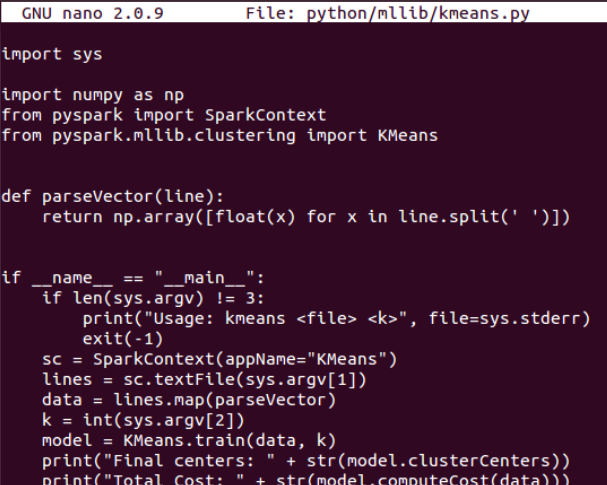 GNU nano 2.0.9 File: python/mllib/kmeans.py
import sys
import numpy as np
from pyspark import SparkContext
from pyspark.mllib.clustering import KMeans
def parseVector(line):
    return np.array([float(x) for x in line.split(' ')])
if __name__ == "__main__":
    if len(sys.argv) != 3:
        print("Usage: kmeans <file> <k>", file=sys.stderr)
        exit(-1)
    sc = SparkContext(appName="KMeans")
    lines = sc.textFile(sys.argv[1])
    data = lines.map(parseVector)
    k = int(sys.argv[2])
    model = KMeans.train(data, k)
    print("Final centers: " + str(model.clusterCenters))
    print("Total Cost: " + str(model.computeCost(data)))